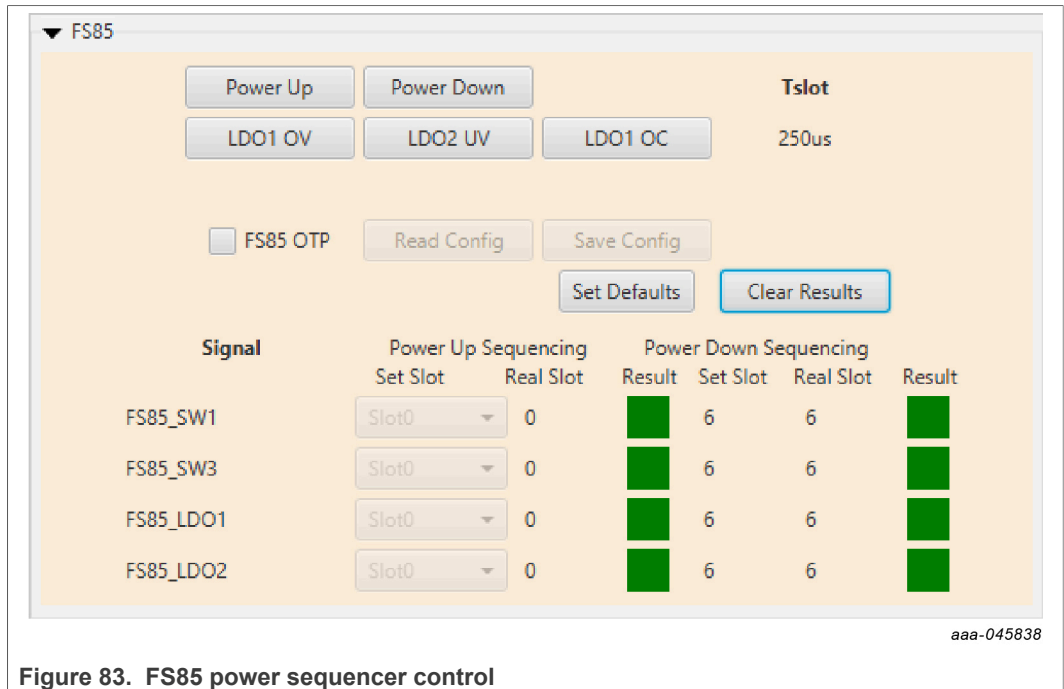 FS85
Power Up Power Down Tslot
LDO1 OV LDO2 UV LDO1 OC 250us
FS85 OTP Read Config Save Config
Set Defaults Clear Results
Signal Power Up Sequencing Power Down Sequencing
Set Slot Real Slot Result Set Slot Real Slot Result
FS85_SW1 Slot0 0 6 6
FS85_SW3 Slot0 0 6 6
FS85_LDO1 Slot0 0 6 6
FS85_LDO2 Slot0 0 6 6
aaa-045838
Figure 83. FS85 power sequencer control